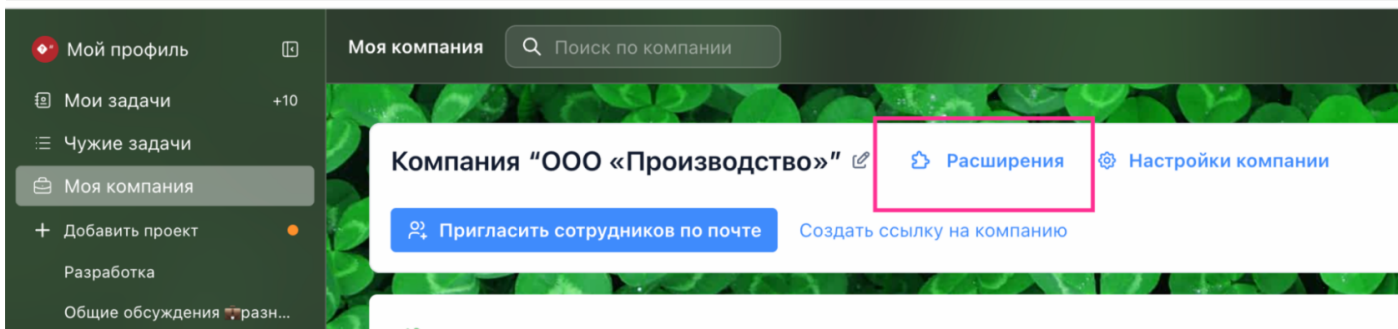 Мой профиль
Мои задачи +10
Чужие задачи
Моя компания
+ Добавить проект
Разработка
Общие обсуждения 💼разн...
Моя компания Поиск по компании
Компания “ООО «Производство»” Расширения Настройки компании
Пригласить сотрудников по почте Создать ссылку на компанию